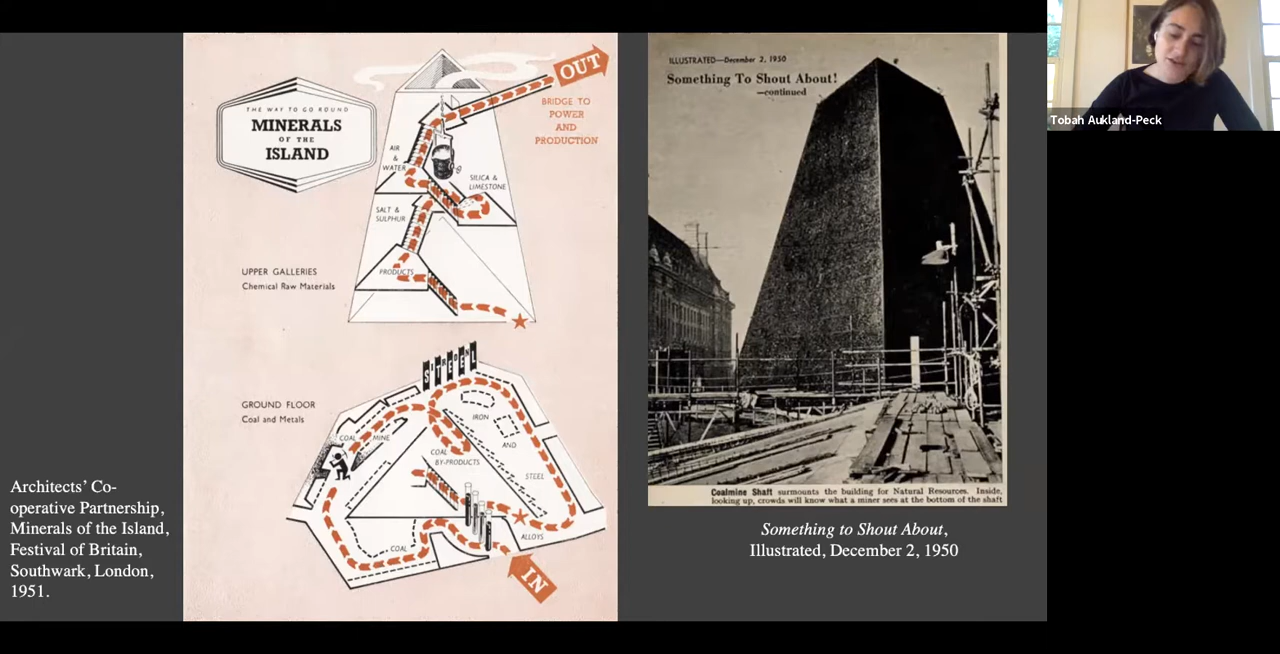 THE WAY TO GO ROUND
MINERALS
OF THE
ISLAND
OUT
BRIDGE TO
POWER
AND
PRODUCTION
AIR
&
WATER
SILICA &
LIMESTONE
SALT &
SULPHUR
PRODUCTS
UPPER GALLERIES
Chemical Raw Materials
GROUND FLOOR
Coal and Metals
COAL MINE
IRON
AND
STEEL
COAL
BY-PRODUCTS
COAL
ALLOYS
IN
Architects’ Co-
operative Partnership,
Minerals of the Island,
Festival of Britain,
Southwark, London,
1951.
ILLUSTRATED—December 2, 1950
Something To Shout About!
—continued
Coalmine Shaft surmounts the building for Natural Resources. Inside,
looking up, crowds will know what a miner sees at the bottom of the shaft
Something to Shout About,
Illustrated, December 2, 1950
Tobah Aukland-Peck